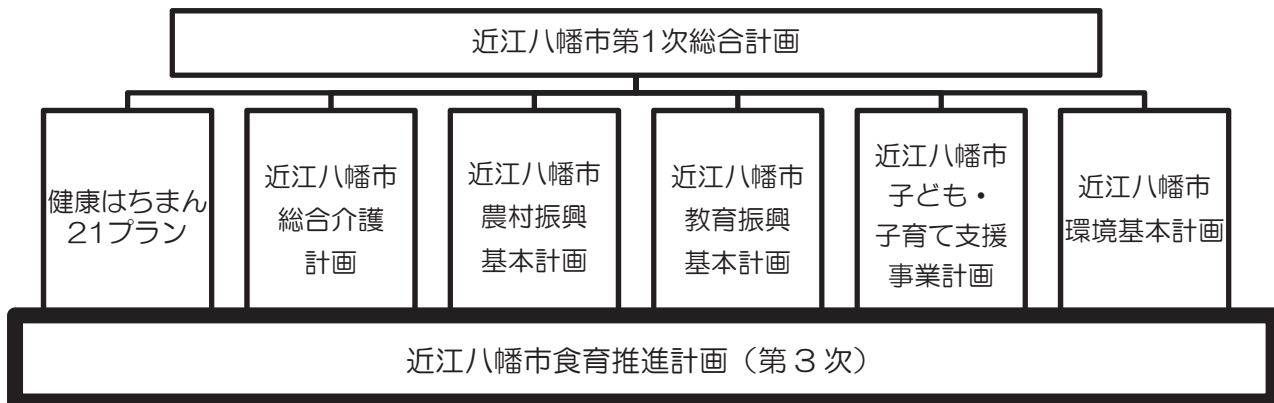 近江八幡市第1次総合計画
健康はちまん
21プラン
近江八幡市
総合介護
計画
近江八幡市
農村振興
基本計画
近江八幡市
教育振興
基本計画
近江八幡市
子ども・
子育て支援
事業計画
近江八幡市
環境基本計画
近江八幡市食育推進計画（第３次）